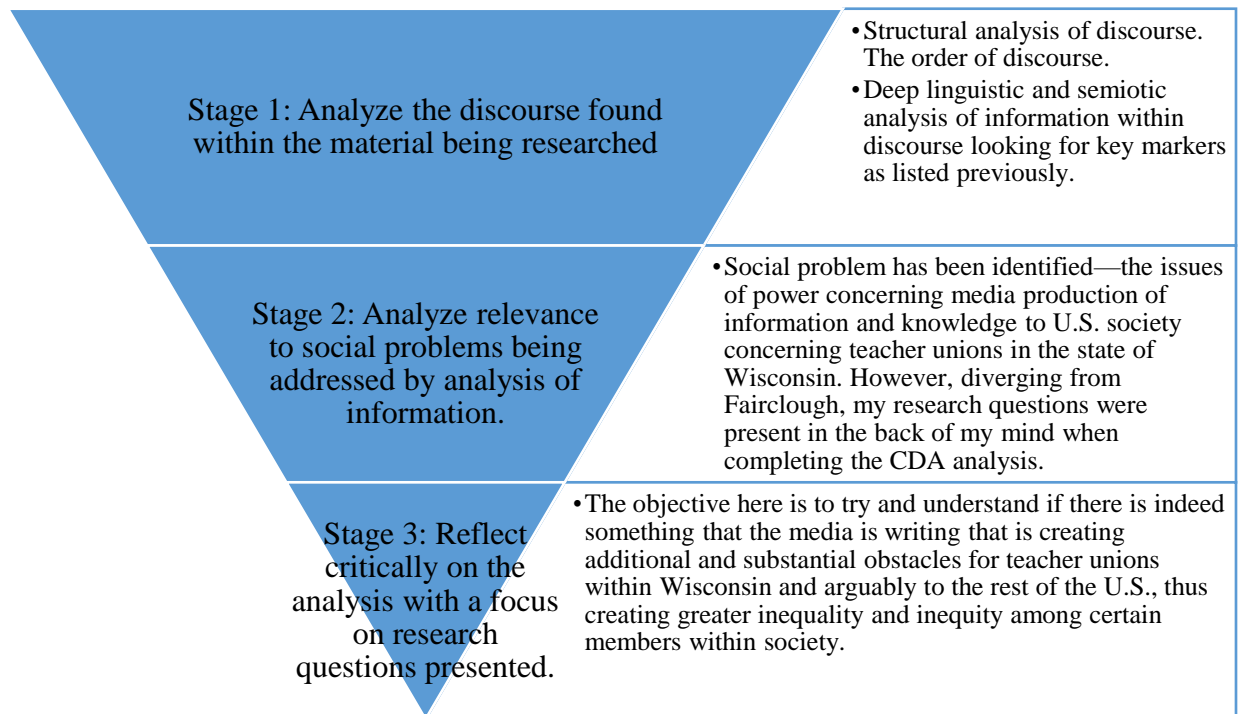 Stage 1: Analyze the discourse found
within the material being researched
•Structural analysis of discourse.
The order of discourse.
•Deep linguistic and semiotic
analysis of information within
discourse looking for key markers
as listed previously.
Stage 2: Analyze relevance
to social problems being
addressed by analysis of
information.
•Social problem has been identified—the issues
of power concerning media production of
information and knowledge to U.S. society
concerning teacher unions in the state of
Wisconsin. However, diverging from
Fairclough, my research questions were
present in the back of my mind when
completing the CDA analysis.
Stage 3: Reflect
critically on the
analysis with a focus
on research
questions presented.
•The objective here is to try and understand if there is indeed
something that the media is writing that is creating
additional and substantial obstacles for teacher unions
within Wisconsin and arguably to the rest of the U.S., thus
creating greater inequality and inequity among certain
members within society.